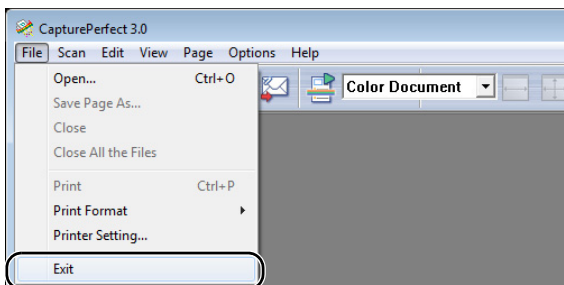 CapturePerfect 3.0
File Scan Edit View Page Options Help
Open... Ctrl+O
Color Document
Save Page As...
Close
Close All the Files
Print Ctrl+P
Print Format
Printer Setting...
Exit